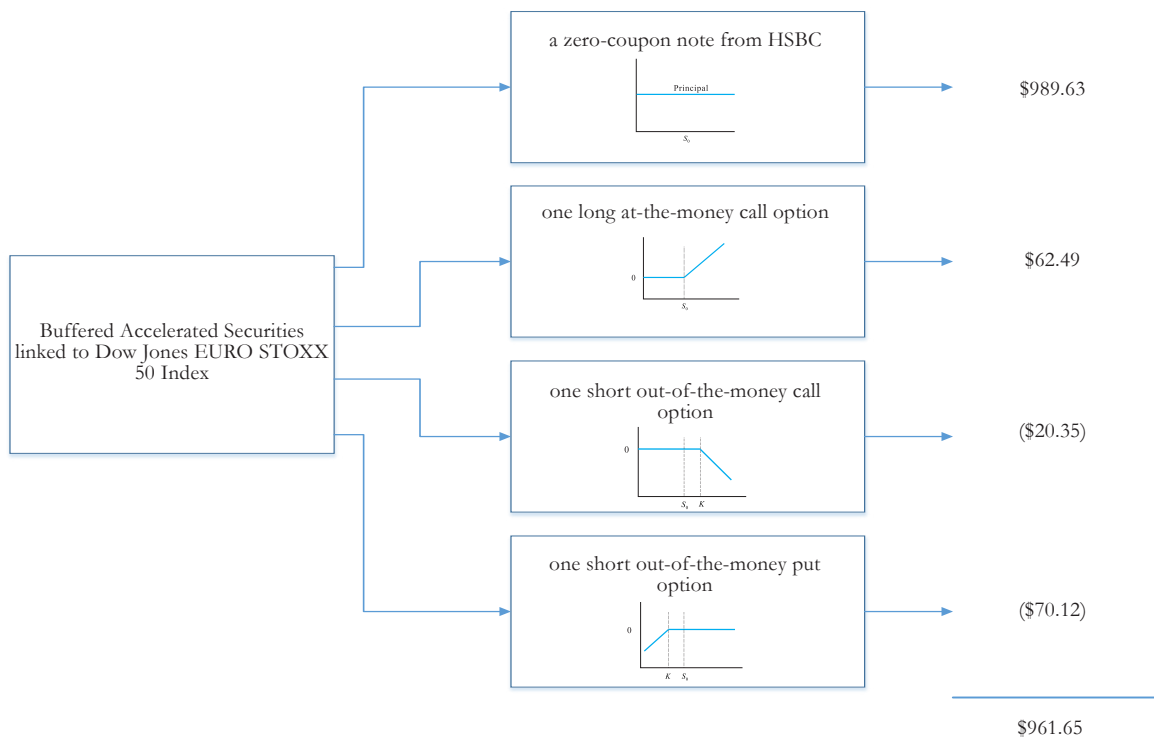 Buffered Accelerated Securities
linked to Dow Jones EURO STOXX
50 Index
a zero-coupon note from HSBC
Principal
S₀
$989.63
one long at-the-money call option
0
S₀
$62.49
one short out-of-the-money call
option
0
S₀ K
($20.35)
one short out-of-the-money put
option
0
K S₀
($70.12)
$961.65